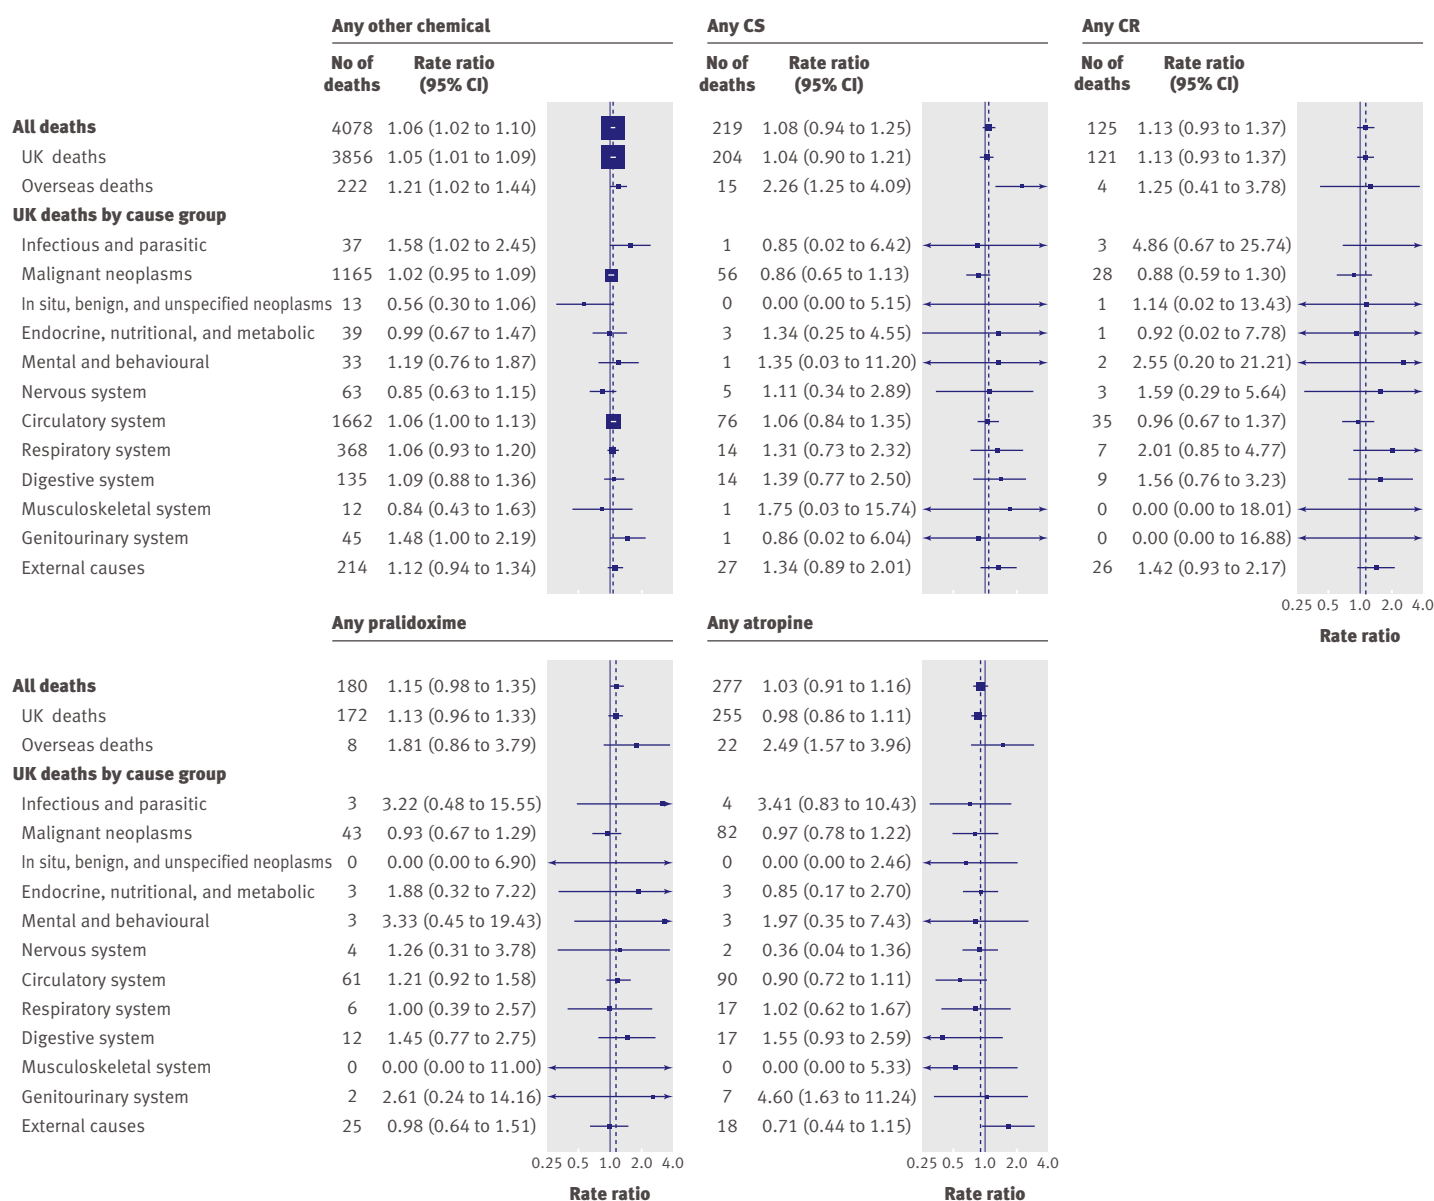 Any other chemical Any CS Any CR
No of Rate ratio No of Rate ratio No of Rate ratio
deaths (95% CI) deaths (95% CI) deaths (95% CI)
All deaths 4078 1.06 (1.02 to 1.10) 219 1.08 (0.94 to 1.25) 125 1.13 (0.93 to 1.37)
UK deaths 3856 1.05 (1.01 to 1.09) 204 1.04 (0.90 to 1.21) 121 1.13 (0.93 to 1.37)
Overseas deaths 222 1.21 (1.02 to 1.44) 15 2.26 (1.25 to 4.09) 4 1.25 (0.41 to 3.78)
UK deaths by cause group
Infectious and parasitic 37 1.58 (1.02 to 2.45) 1 0.85 (0.02 to 6.42) 3 4.86 (0.67 to 25.74)
Malignant neoplasms 1165 1.02 (0.95 to 1.09) 56 0.86 (0.65 to 1.13) 28 0.88 (0.59 to 1.30)
In situ, benign, and unspecified neoplasms 13 0.56 (0.30 to 1.06) 0 0.00 (0.00 to 5.15) 1 1.14 (0.02 to 13.43)
Endocrine, nutritional, and metabolic 39 0.99 (0.67 to 1.47) 3 1.34 (0.25 to 4.55) 1 0.92 (0.02 to 7.78)
Mental and behavioural 33 1.19 (0.76 to 1.87) 1 1.35 (0.03 to 11.20) 2 2.55 (0.20 to 21.21)
Nervous system 63 0.85 (0.63 to 1.15) 5 1.11 (0.34 to 2.89) 3 1.59 (0.29 to 5.64)
Circulatory system 1662 1.06 (1.00 to 1.13) 76 1.06 (0.84 to 1.35) 35 0.96 (0.67 to 1.37)
Respiratory system 368 1.06 (0.93 to 1.20) 14 1.31 (0.73 to 2.32) 7 2.01 (0.85 to 4.77)
Digestive system 135 1.09 (0.88 to 1.36) 14 1.39 (0.77 to 2.50) 9 1.56 (0.76 to 3.23)
Musculoskeletal system 12 0.84 (0.43 to 1.63) 1 1.75 (0.03 to 15.74) 0 0.00 (0.00 to 18.01)
Genitourinary system 45 1.48 (1.00 to 2.19) 1 0.86 (0.02 to 6.04) 0 0.00 (0.00 to 16.88)
External causes 214 1.12 (0.94 to 1.34) 27 1.34 (0.89 to 2.01) 26 1.42 (0.93 to 2.17)
0.25 0.5 1.0 2.0 4.0
Rate ratio
Any pralidoxime Any atropine
All deaths 180 1.15 (0.98 to 1.35) 277 1.03 (0.91 to 1.16)
UK deaths 172 1.13 (0.96 to 1.33) 255 0.98 (0.86 to 1.11)
Overseas deaths 8 1.81 (0.86 to 3.79) 22 2.49 (1.57 to 3.96)
UK deaths by cause group
Infectious and parasitic 3 3.22 (0.48 to 15.55) 4 3.41 (0.83 to 10.43)
Malignant neoplasms 43 0.93 (0.67 to 1.29) 82 0.97 (0.78 to 1.22)
In situ, benign, and unspecified neoplasms 0 0.00 (0.00 to 6.90) 0 0.00 (0.00 to 2.46)
Endocrine, nutritional, and metabolic 3 1.88 (0.32 to 7.22) 3 0.85 (0.17 to 2.70)
Mental and behavioural 3 3.33 (0.45 to 19.43) 3 1.97 (0.35 to 7.43)
Nervous system 4 1.26 (0.31 to 3.78) 2 0.36 (0.04 to 1.36)
Circulatory system 61 1.21 (0.92 to 1.58) 90 0.90 (0.72 to 1.11)
Respiratory system 6 1.00 (0.39 to 2.57) 17 1.02 (0.62 to 1.67)
Digestive system 12 1.45 (0.77 to 2.75) 17 1.55 (0.93 to 2.59)
Musculoskeletal system 0 0.00 (0.00 to 11.00) 0 0.00 (0.00 to 5.33)
Genitourinary system 2 2.61 (0.24 to 14.16) 7 4.60 (1.63 to 11.24)
External causes 25 0.98 (0.64 to 1.51) 18 0.71 (0.44 to 1.15)
0.25 0.5 1.0 2.0 4.0 0.25 0.5 1.0 2.0 4.0
Rate ratio Rate ratio